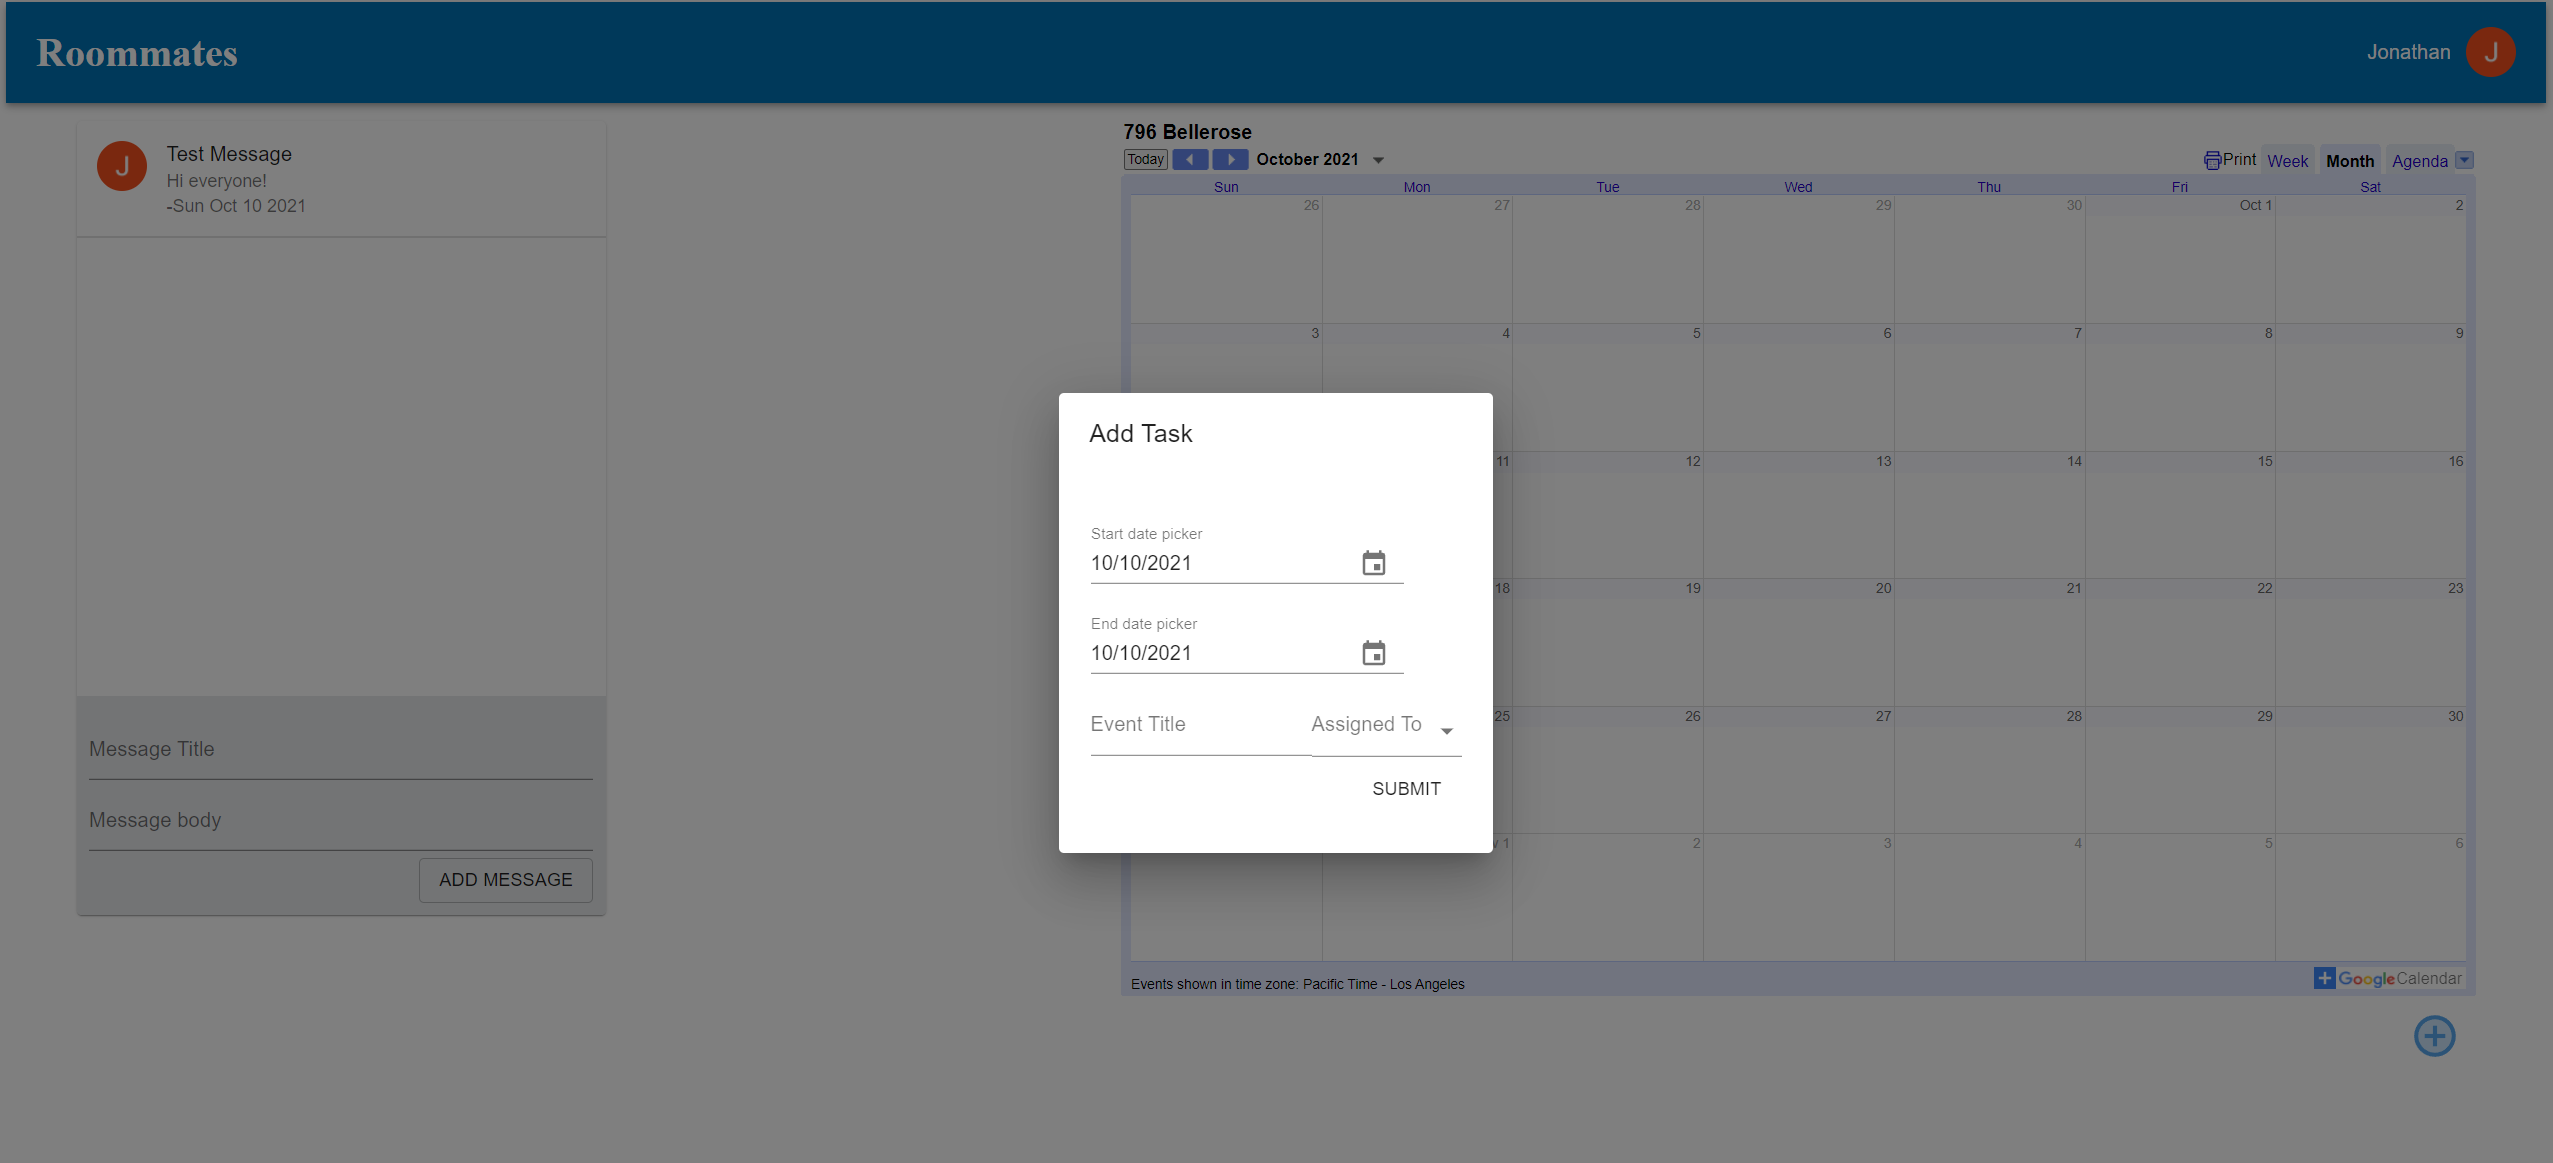 Roommates
Jonathan J
J
Test Message
Hi everyone!
-Sun Oct 10 2021
Message Title
Message body
ADD MESSAGE
796 Bellerose
Today October 2021 Print Week Month Agenda
Sun Mon Tue Wed Thu Fri Sat
26 27 28 29 30 Oct 1 2
3 4 5 6 7 8 9
11 12 13 14 15 16
18 19 20 21 22 23
25 26 27 28 29 30
1 2 3 4 5 6
Events shown in time zone: Pacific Time - Los Angeles
Google Calendar
Add Task
Start date picker
10/10/2021
End date picker
10/10/2021
Event Title Assigned To
SUBMIT